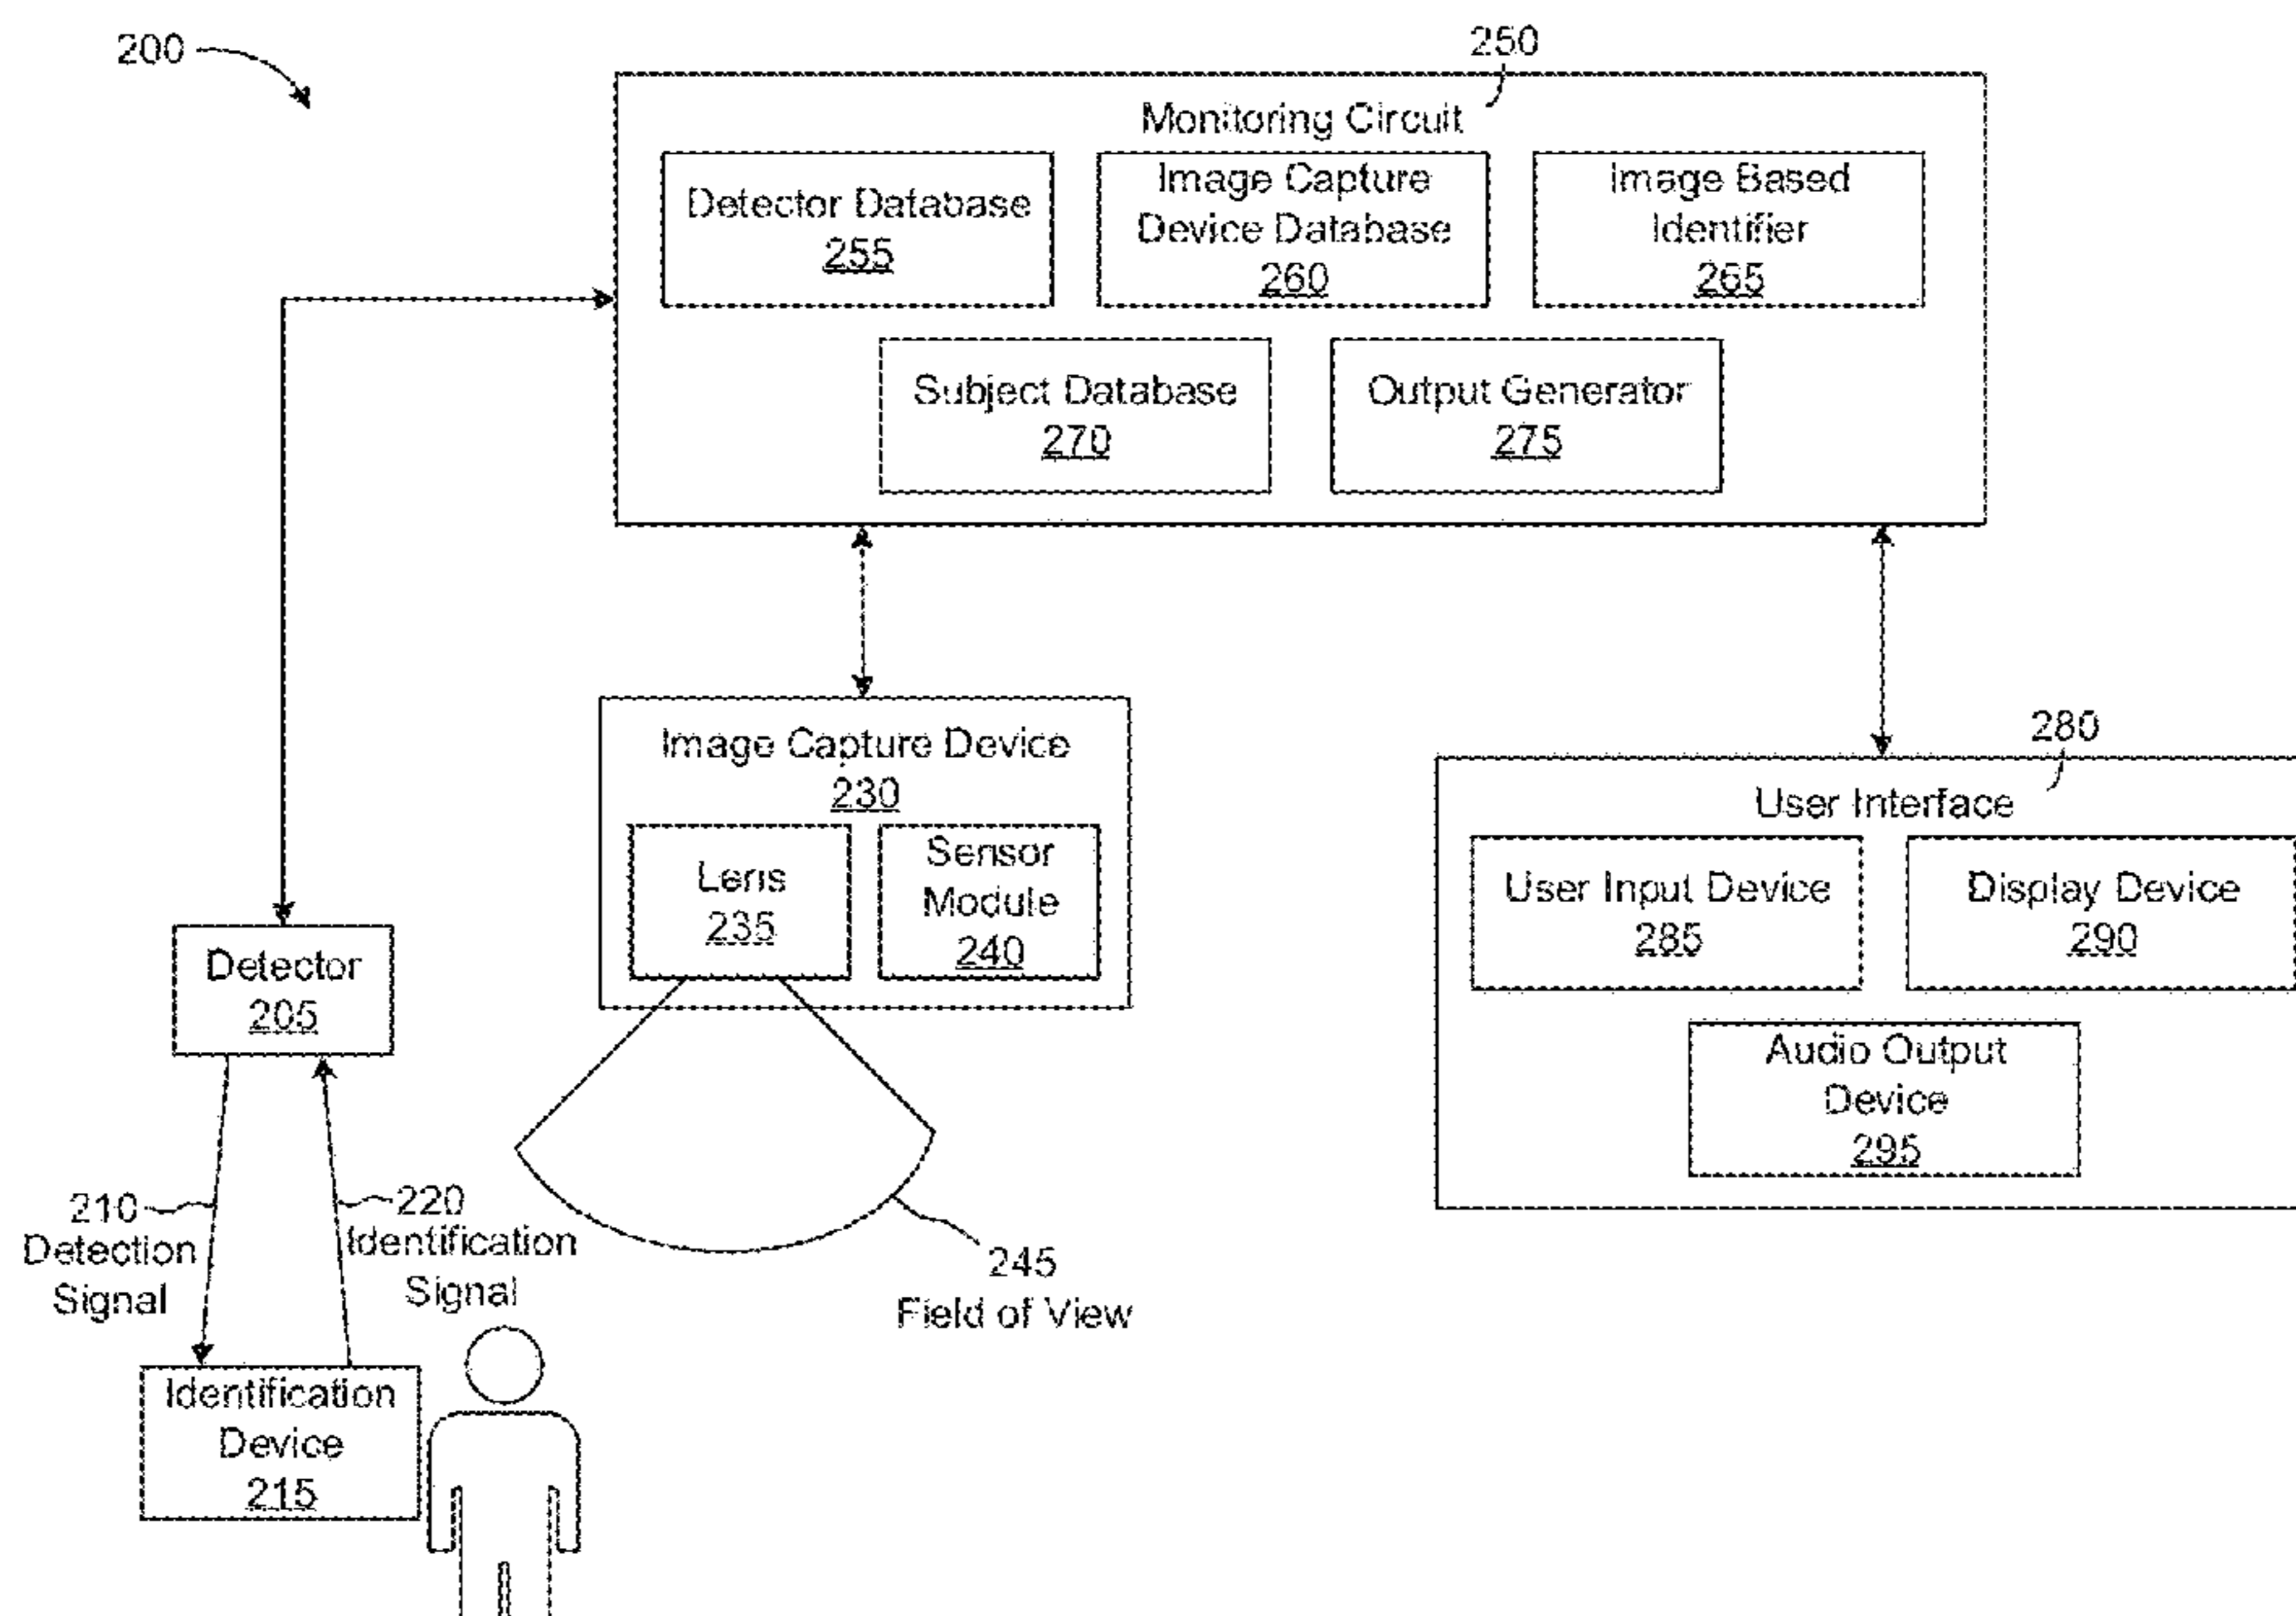 200
250
Monitoring Circuit
Detector Database
255
Image Capture
Device Database
260
Image Based
Identifier
265
Subject Database
270
Output Generator
275
Image Capture Device
230
Lens
235
Sensor
Module
240
280
User Interface
User Input Device
285
Display Device
290
Audio Output
Device
295
Detector
205
210
Detection
Signal
220
Identification
Signal
245
Field of View
Identification
Device
215